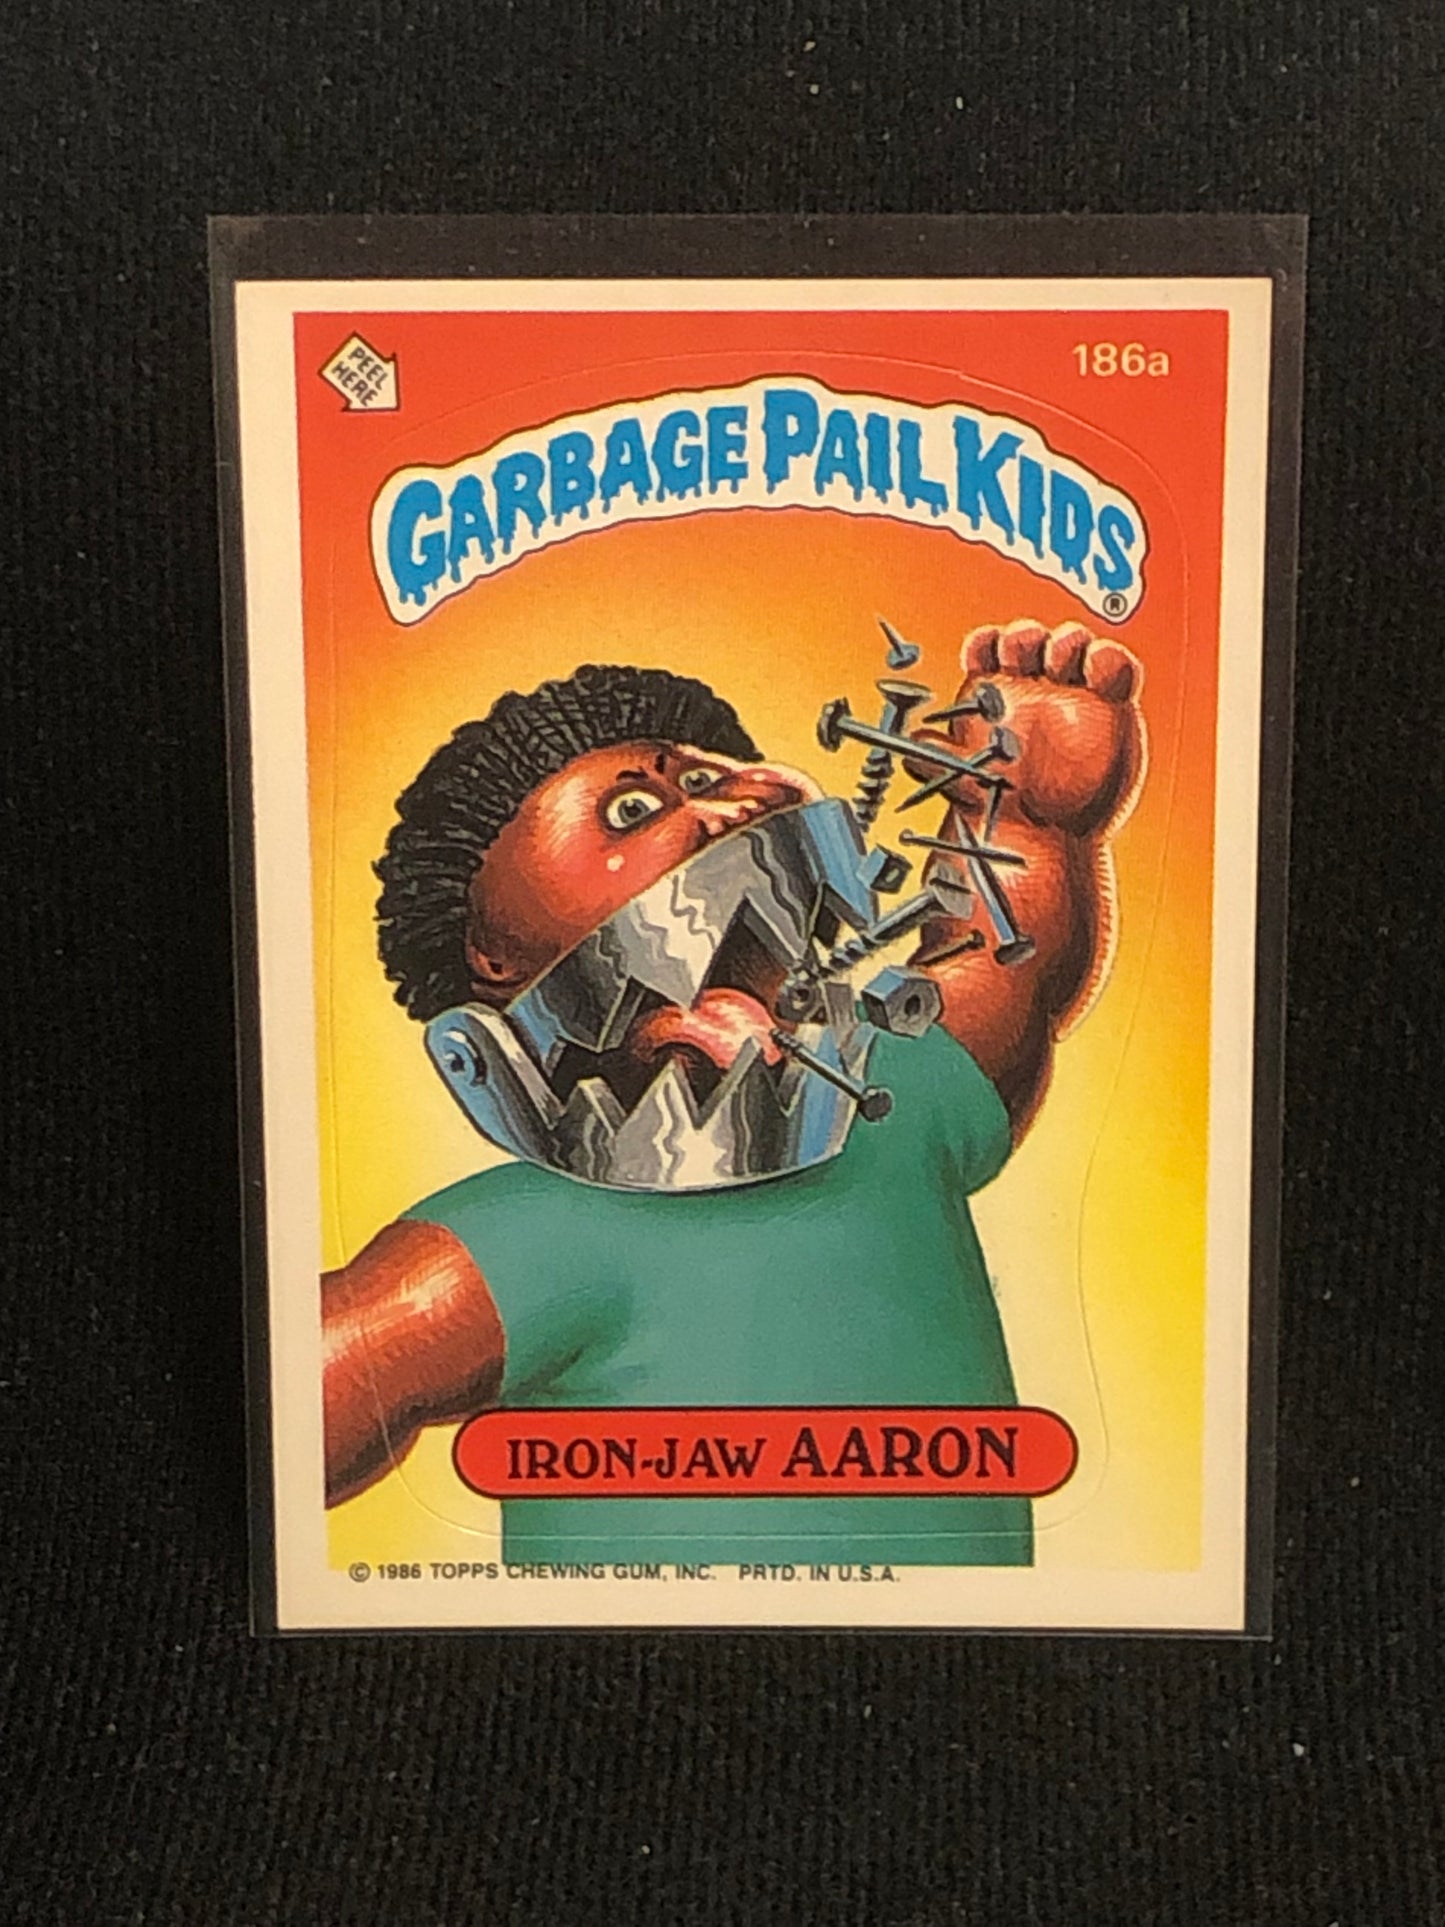 PEEL
HERE
186a
GARBAGE PAIL KIDS
®
IRON-JAW AARON
© 1986 TOPPS CHEWING GUM, INC. PRTD. IN U.S.A.